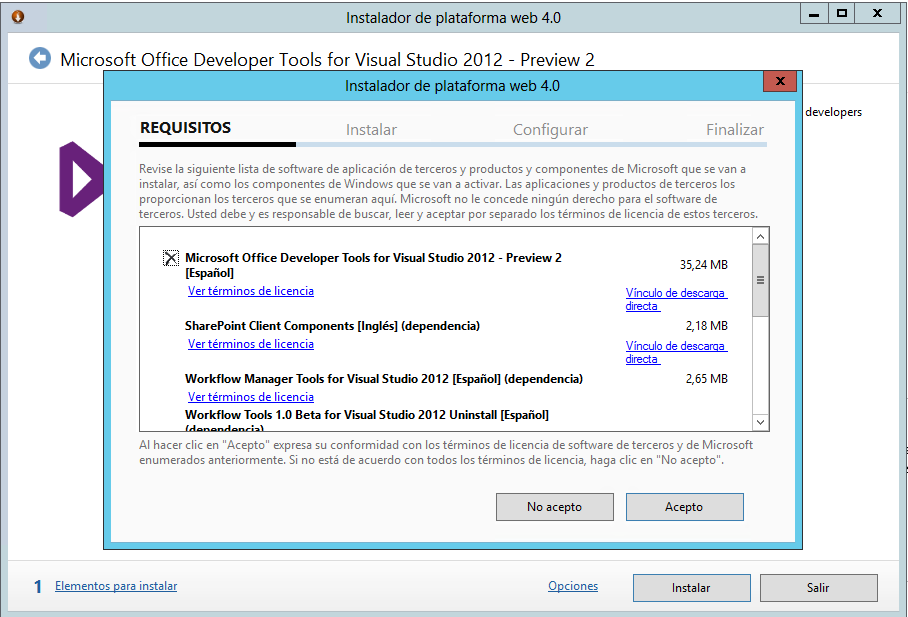 Instalador de plataforma web 4.0
Microsoft Office Developer Tools for Visual Studio 2012 - Preview 2
developers
Instalador de plataforma web 4.0
REQUISITOS Instalar Configurar Finalizar
Revise la siguiente lista de software de aplicación de terceros y productos y componentes de Microsoft que se van a
instalar, así como los componentes de Windows que se van a activar. Las aplicaciones y productos de terceros los
proporcionan los terceros que se enumeran aquí. Microsoft no le concede ningún derecho para el software de
terceros. Usted debe y es responsable de buscar, leer y aceptar por separado los términos de licencia de estos terceros.
Microsoft Office Developer Tools for Visual Studio 2012 - Preview 2
[Español]
35,24 MB
Ver términos de licencia
Vínculo de descarga
directa
SharePoint Client Components [Inglés] (dependencia) 2,18 MB
Ver términos de licencia
Vínculo de descarga
directa
Workflow Manager Tools for Visual Studio 2012 [Español] (dependencia) 2,65 MB
Ver términos de licencia
Workflow Tools 1.0 Beta for Visual Studio 2012 Uninstall [Español]
(dependencia)
Al hacer clic en "Acepto" expresa su conformidad con los términos de licencia de software de terceros y de Microsoft
enumerados anteriormente. Si no está de acuerdo con todos los términos de licencia, haga clic en "No acepto".
No acepto Acepto
1 Elementos para instalar Opciones Instalar Salir